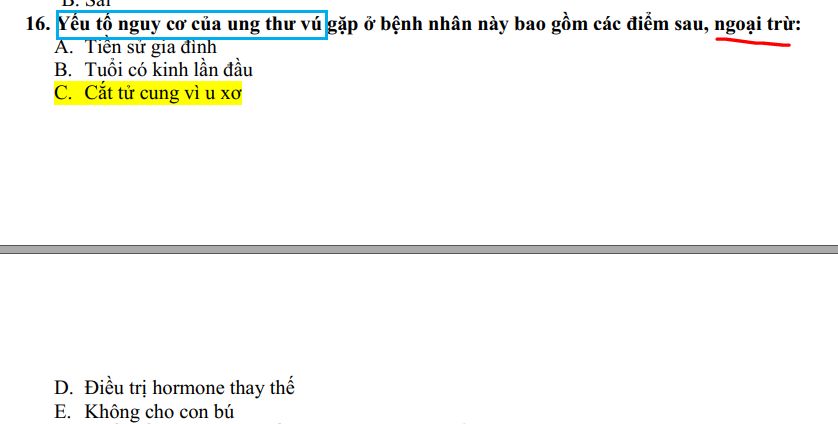 B. Sai
16. Yếu tố nguy cơ của ung thư vú gặp ở bệnh nhân này bao gồm các điểm sau, ngoại trừ:
A. Tiền sử gia đình
B. Tuổi có kinh lần đầu
C. Cắt tử cung vì u xơ
D. Điều trị hormone thay thế
E. Không cho con bú